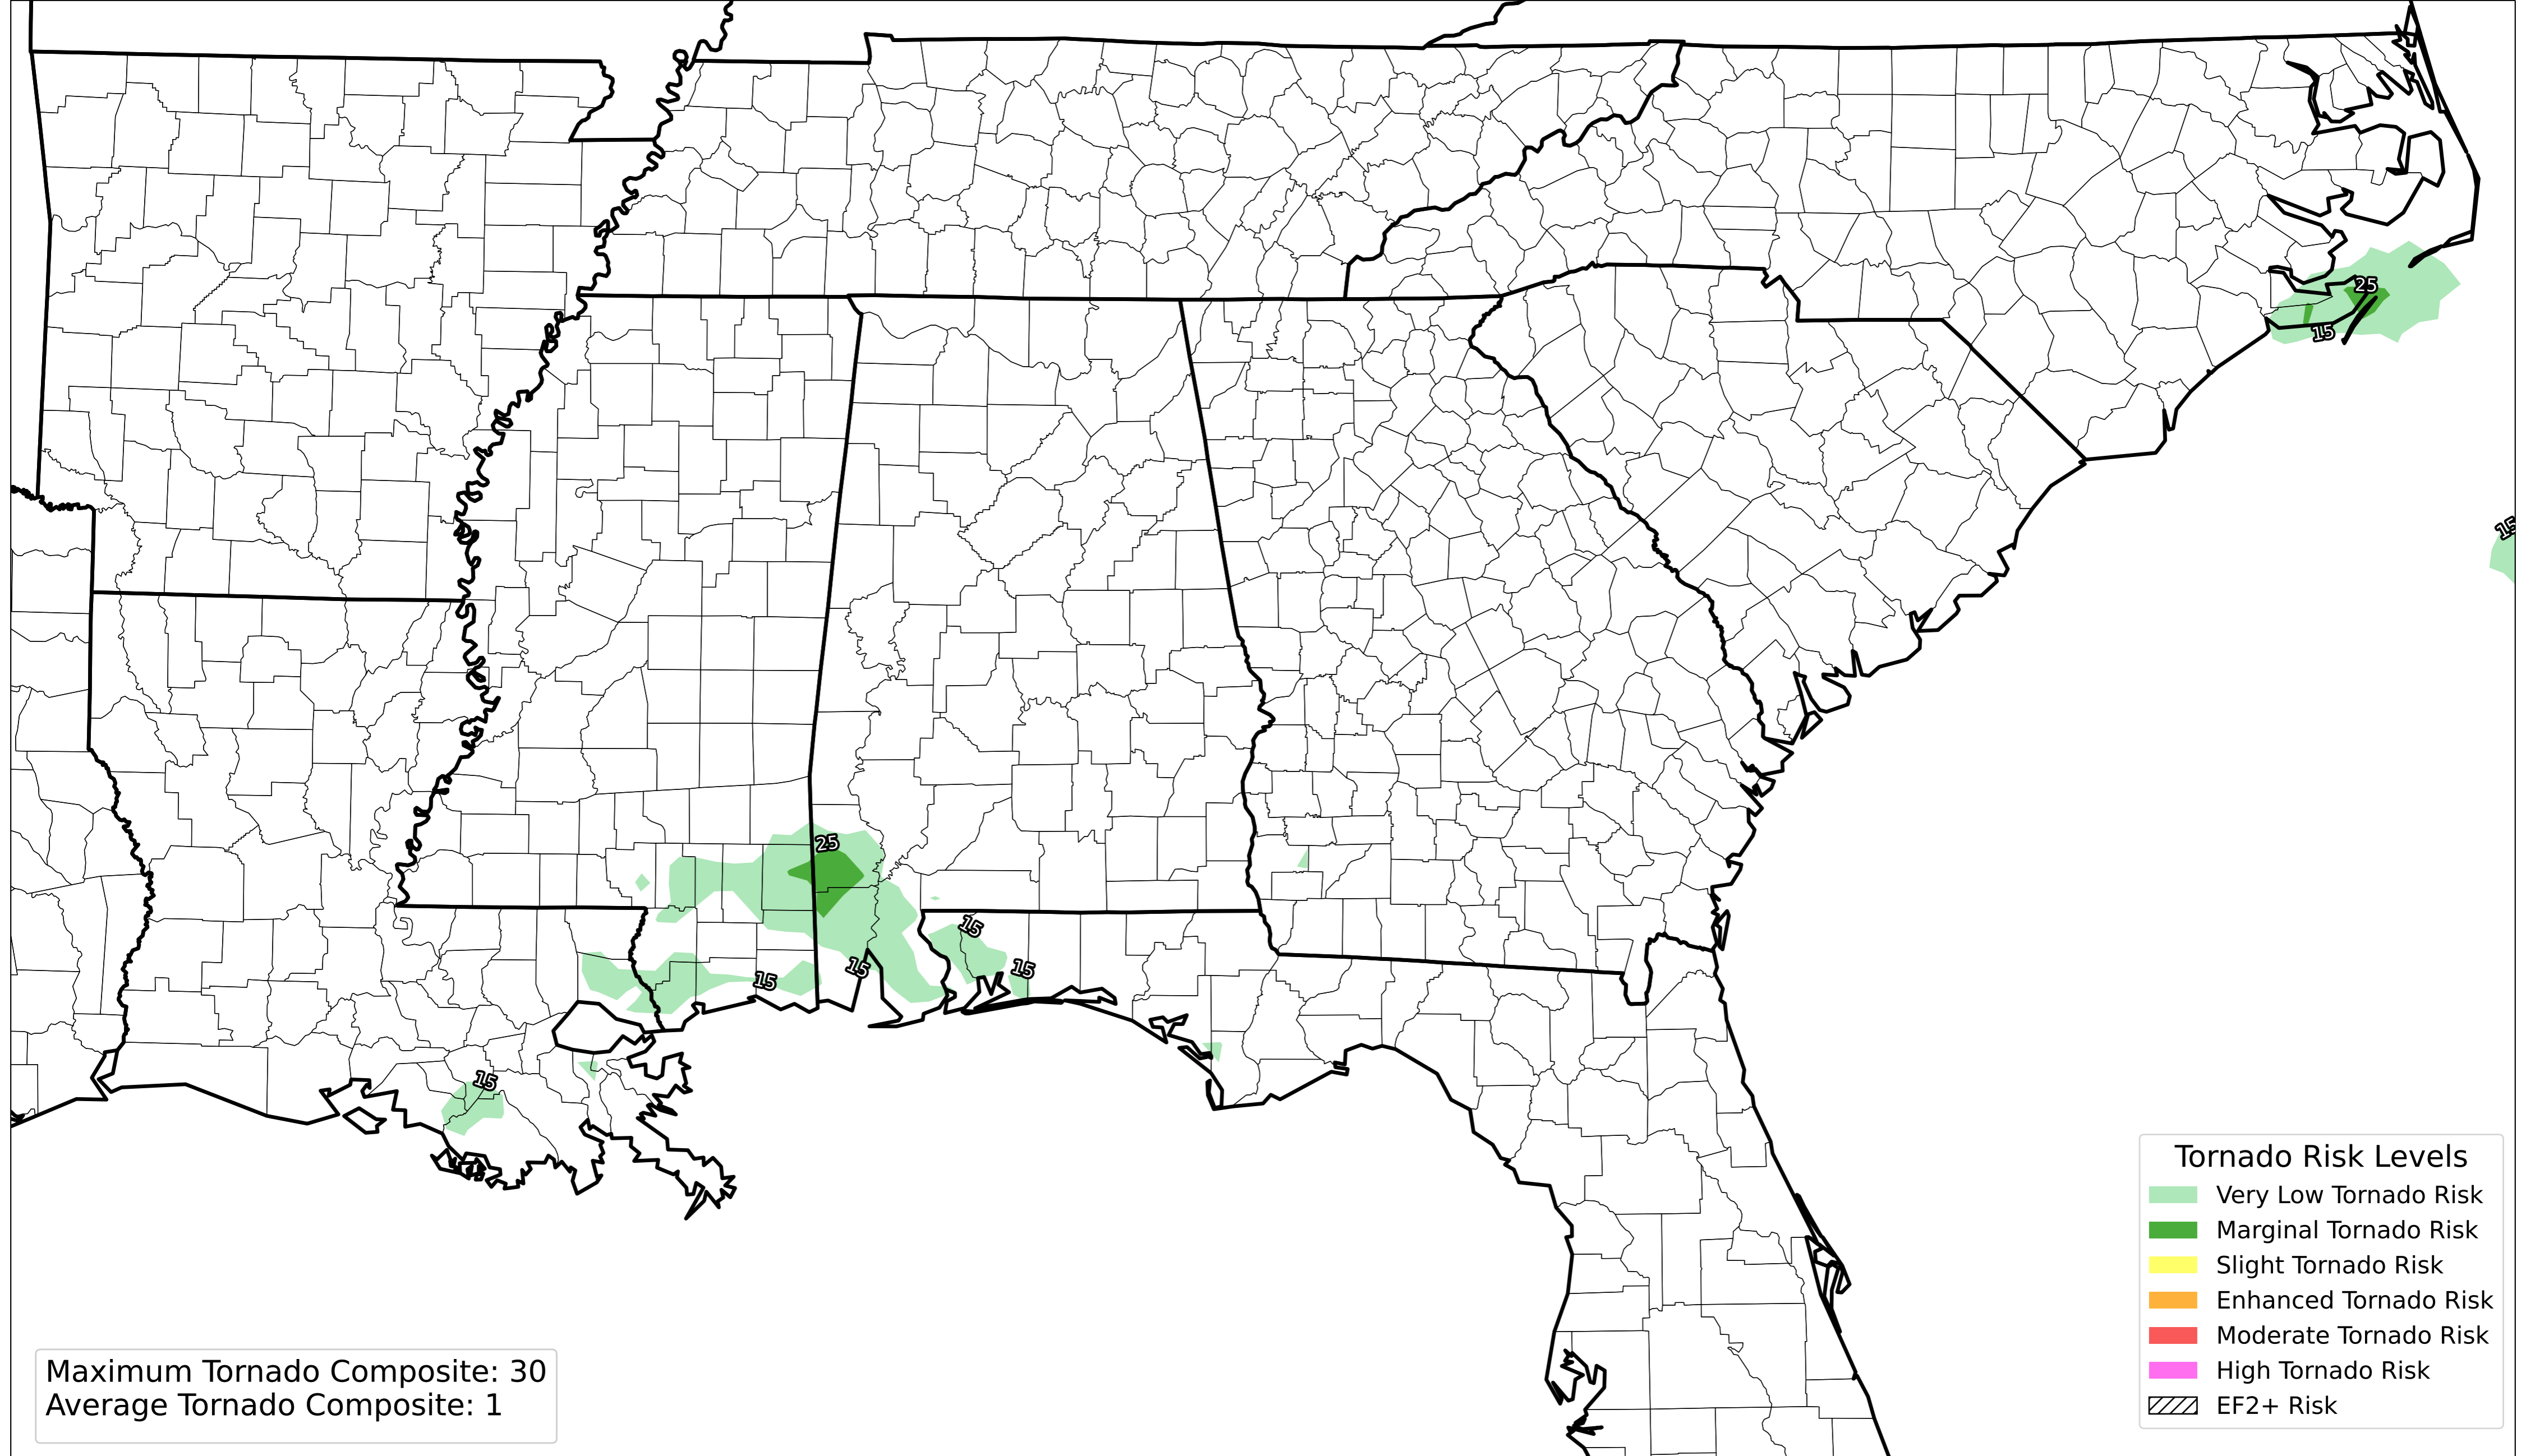 25
15
15
25
15
15
15
15
15
Tornado Risk Levels
Very Low Tornado Risk
Marginal Tornado Risk
Slight Tornado Risk
Enhanced Tornado Risk
Moderate Tornado Risk
High Tornado Risk
EF2+ Risk
Maximum Tornado Composite: 30
Average Tornado Composite: 1